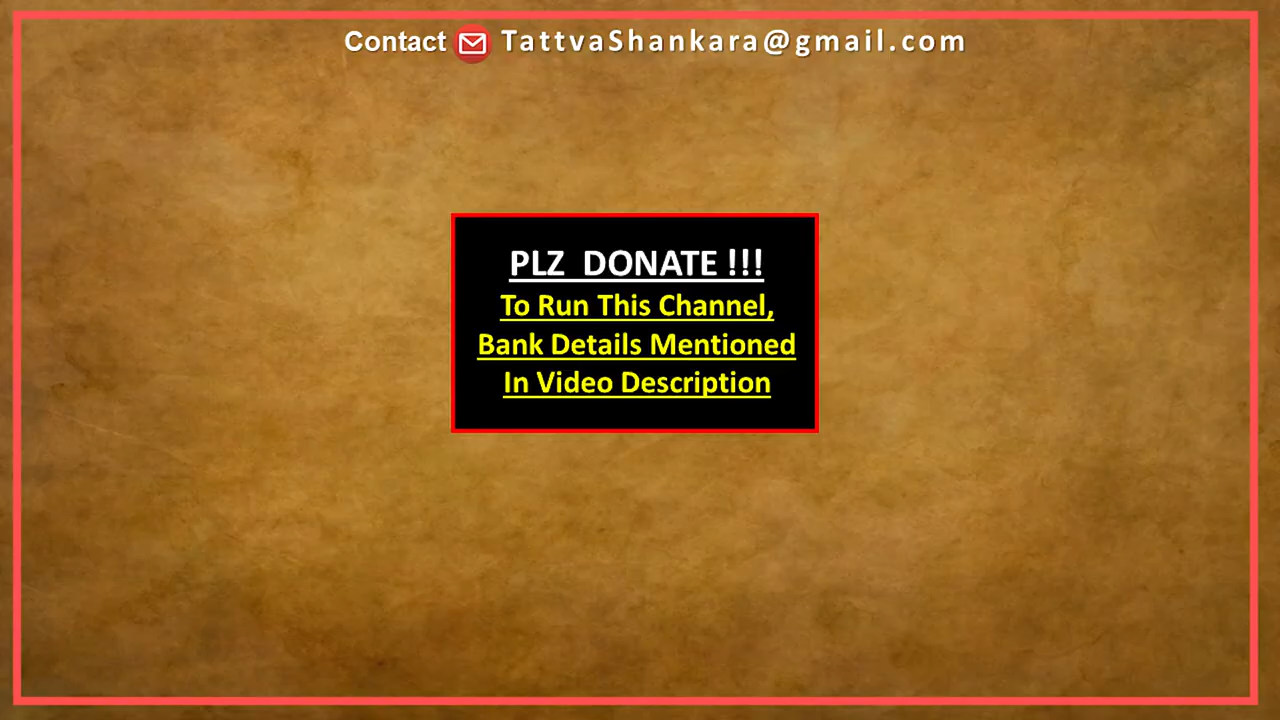 Contact TattvaShankara@gmail.com
PLZ DONATE !!!
To Run This Channel,
Bank Details Mentioned
In Video Description